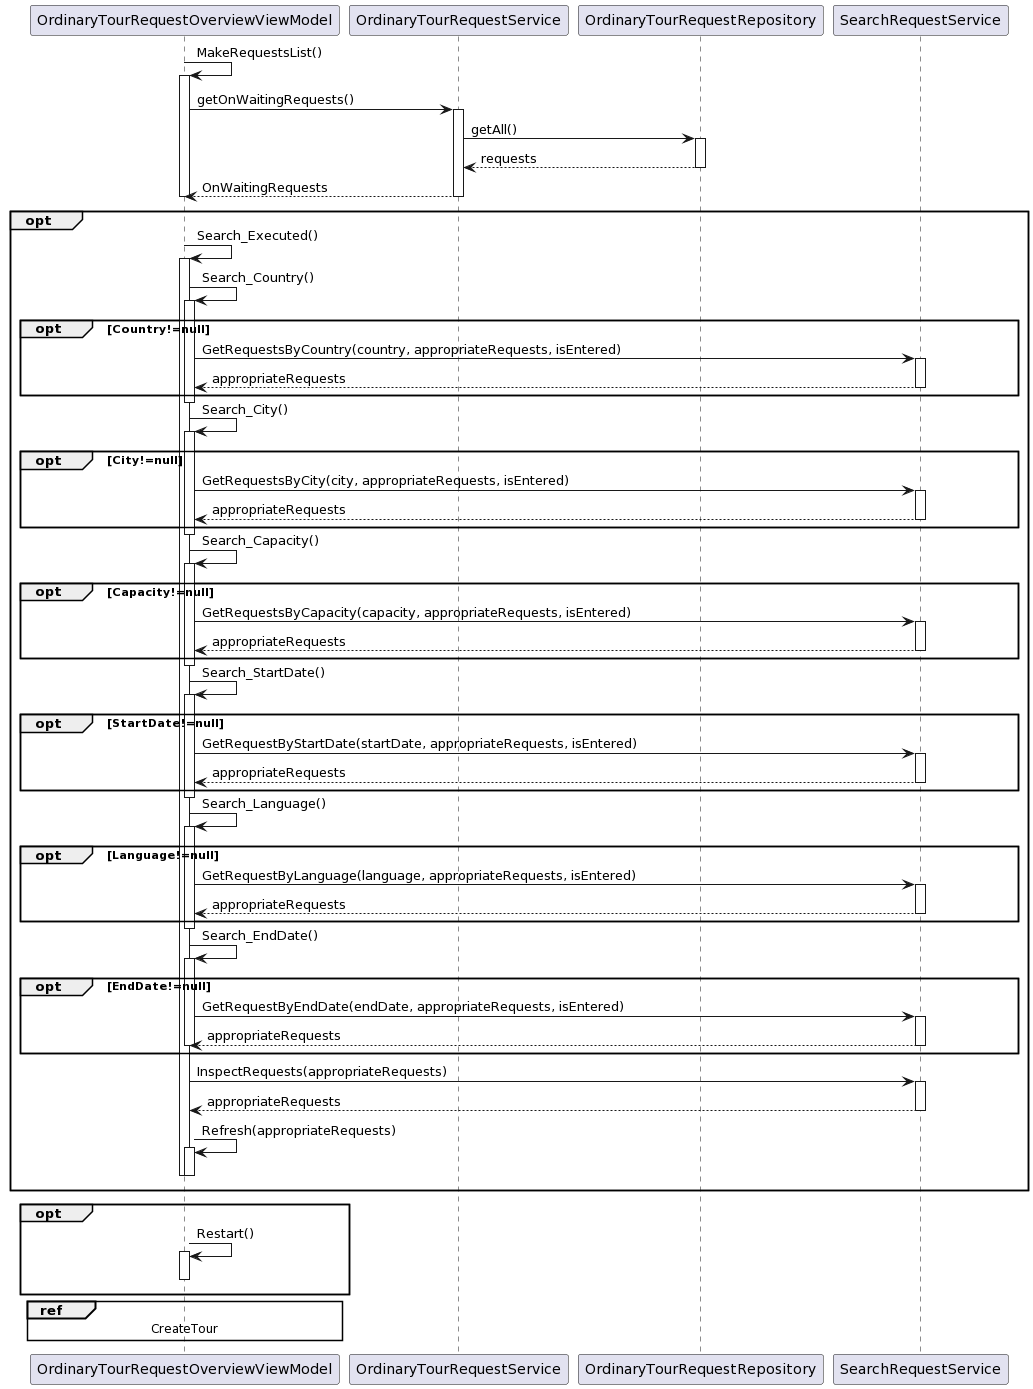 OrdinaryTourRequestOverviewViewModel OrdinaryTourRequestService OrdinaryTourRequestRepository SearchRequestService
MakeRequestsList()
getOnWaitingRequests()
getAll()
requests
OnWaitingRequests
opt
Search_Executed()
Search_Country()
opt [Country!=null]
GetRequestsByCountry(country, appropriateRequests, isEntered)
appropriateRequests
Search_City()
opt [City!=null]
GetRequestsByCity(city, appropriateRequests, isEntered)
appropriateRequests
Search_Capacity()
opt [Capacity!=null]
GetRequestsByCapacity(capacity, appropriateRequests, isEntered)
appropriateRequests
Search_StartDate()
opt [StartDate!=null]
GetRequestByStartDate(startDate, appropriateRequests, isEntered)
appropriateRequests
Search_Language()
opt [Language!=null]
GetRequestByLanguage(language, appropriateRequests, isEntered)
appropriateRequests
Search_EndDate()
opt [EndDate!=null]
GetRequestByEndDate(endDate, appropriateRequests, isEntered)
appropriateRequests
InspectRequests(appropriateRequests)
appropriateRequests
Refresh(appropriateRequests)
opt
Restart()
ref
CreateTour
OrdinaryTourRequestOverviewViewModel OrdinaryTourRequestService OrdinaryTourRequestRepository SearchRequestService